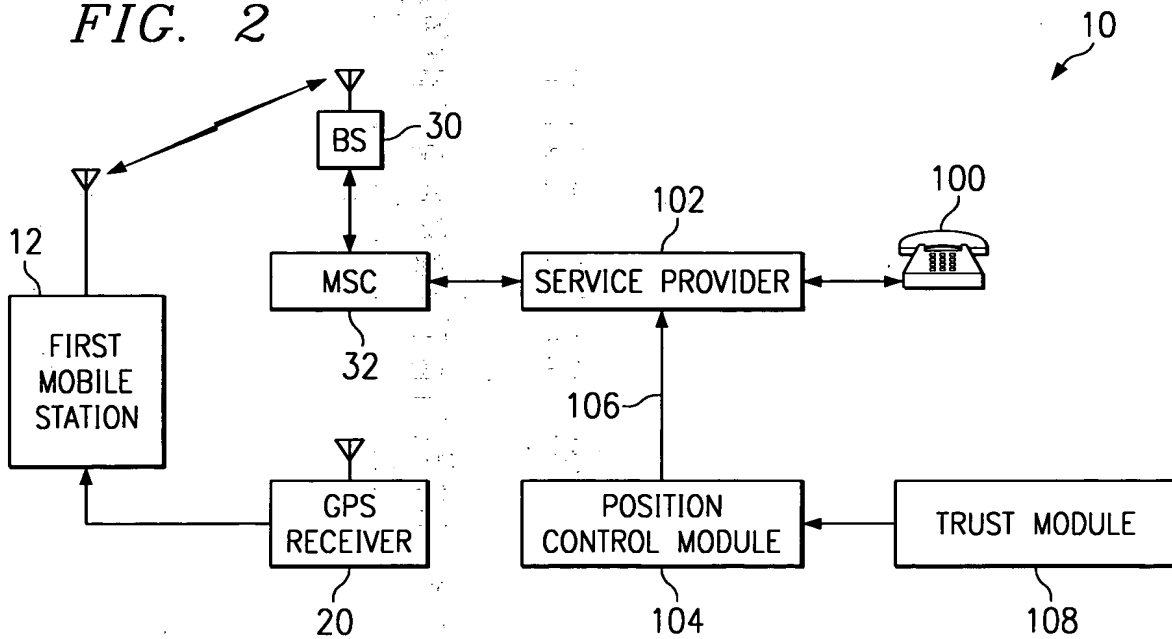 FIG. 2
10
BS
30
100
102
12
MSC
SERVICE PROVIDER
32
FIRST
MOBILE
STATION
106
GPS
RECEIVER
POSITION
CONTROL MODULE
TRUST MODULE
20
104
108